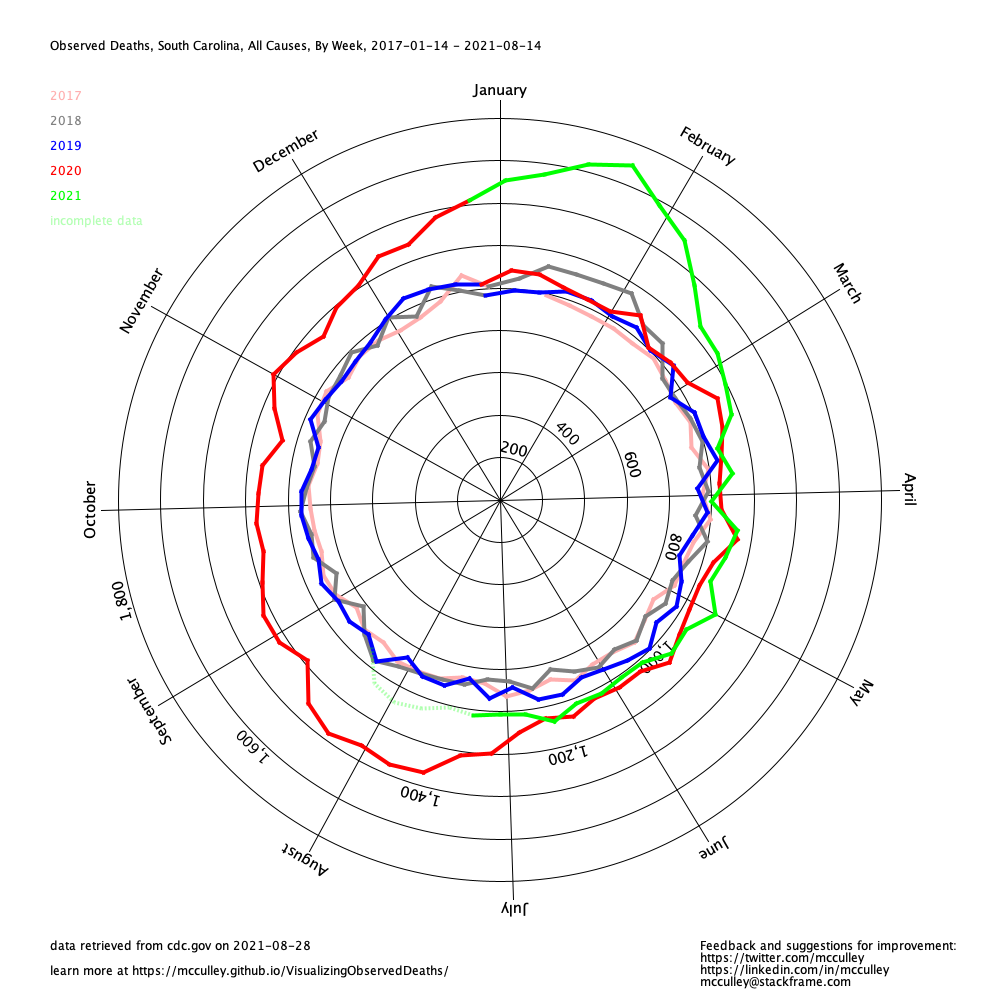 Observed Deaths, South Carolina, All Causes, By Week, 2017-01-14 - 2021-08-14
January
2017
2018
2019
2020
2021
incomplete data
February
December
March
November
200
400
600
April
October
800
1,000
1,800
May
September
1,200
1,600
1,400
June
August
July
data retrieved from cdc.gov on 2021-08-28
learn more at https://mcculley.github.io/VisualizingObservedDeaths/
Feedback and suggestions for improvement:
https://twitter.com/mcculley
https://linkedin.com/in/mcculley
mcculley@stackframe.com